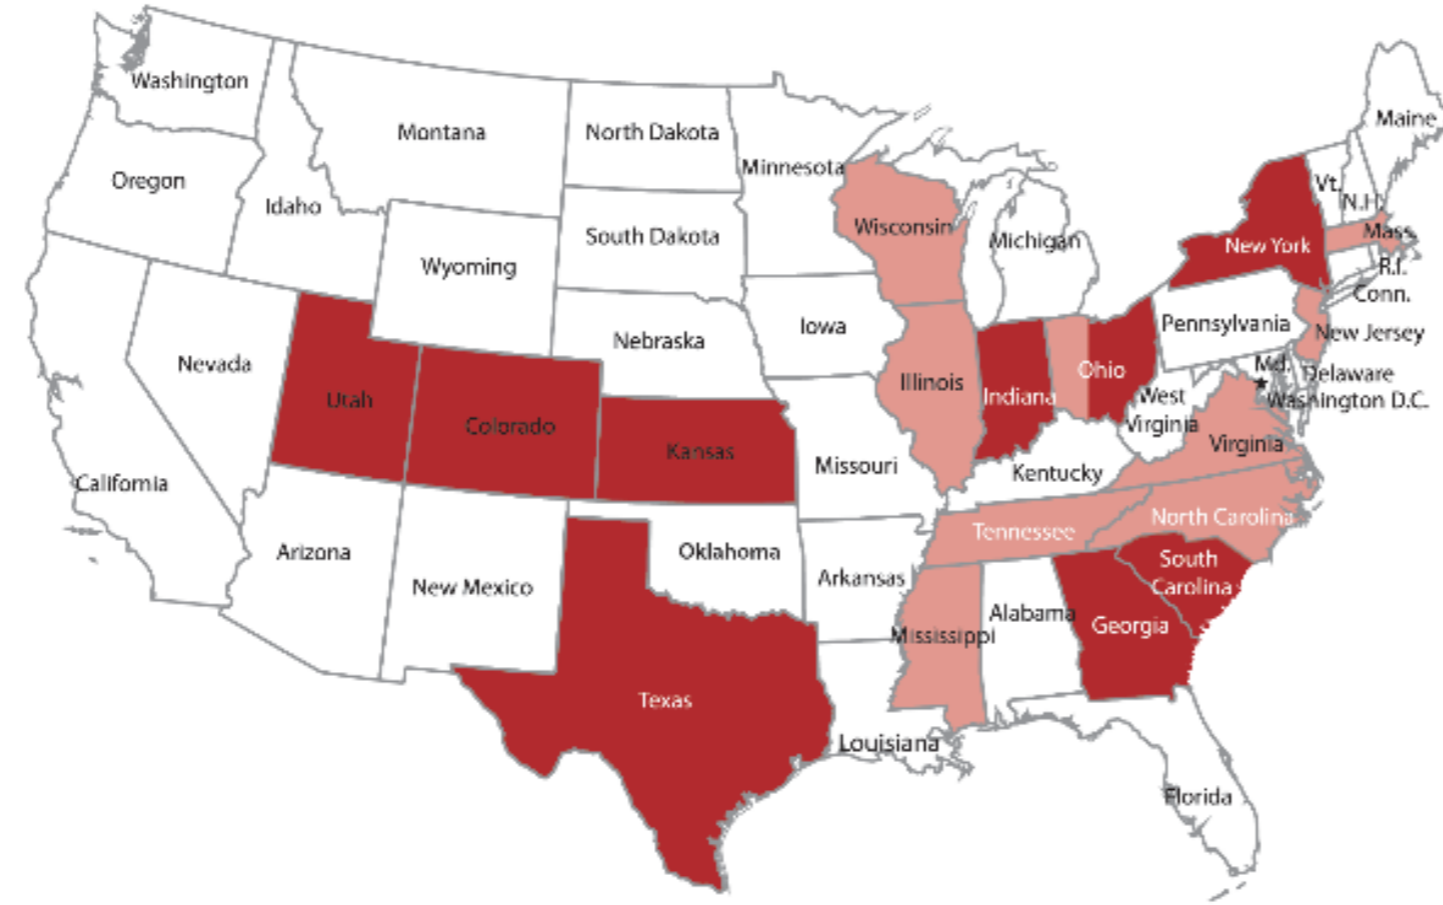 Washington
Montana
North Dakota
Minnesota
Maine
Oregon
Idaho
South Dakota
Wisconsin
Michigan
Vt.
N.H.
New York
Mass.
R.I.
Conn.
Wyoming
Nebraska
Iowa
Pennsylvania
New Jersey
Nevada
Utah
Colorado
Kansas
Illinois
Indiana
Ohio
Md.
Delaware
Washington D.C.
West
Virginia
Virginia
California
Missouri
Kentucky
Arizona
New Mexico
Oklahoma
Arkansas
Tennessee
North Carolina
South
Carolina
Mississippi
Alabama
Georgia
Texas
Louisiana
Florida